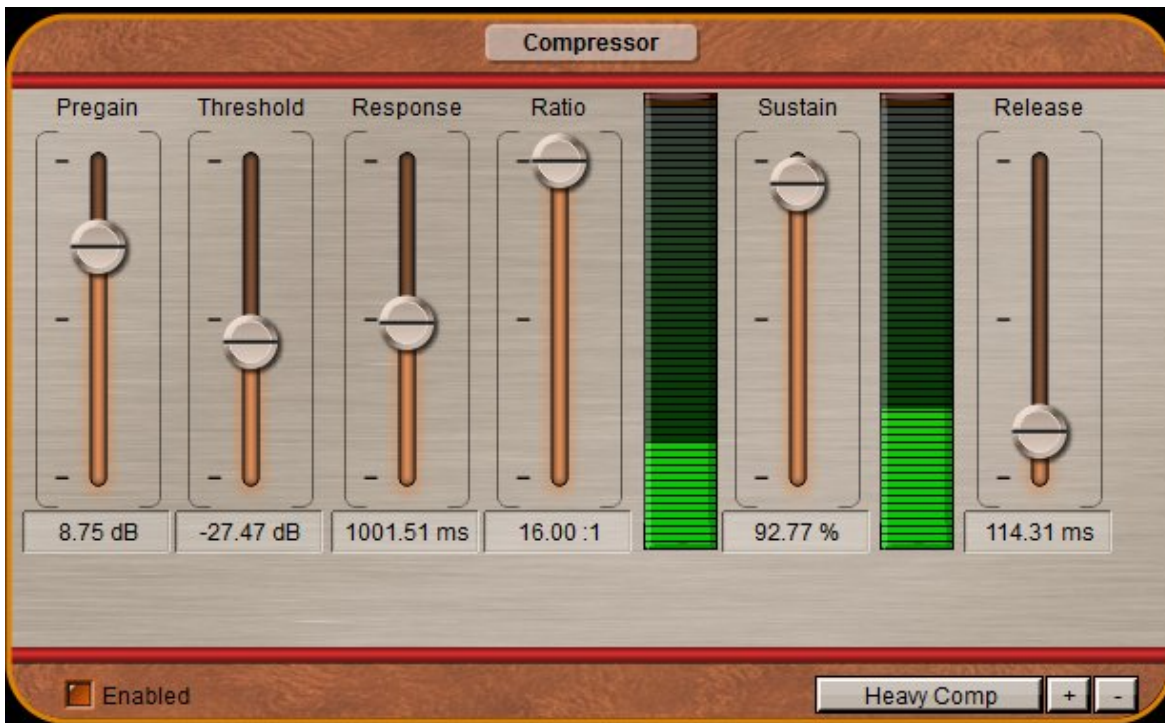 Compressor
Pregain Threshold Response Ratio Sustain Release
8.75 dB -27.47 dB 1001.51 ms 16.00 :1 92.77 % 114.31 ms
Enabled Heavy Comp + -